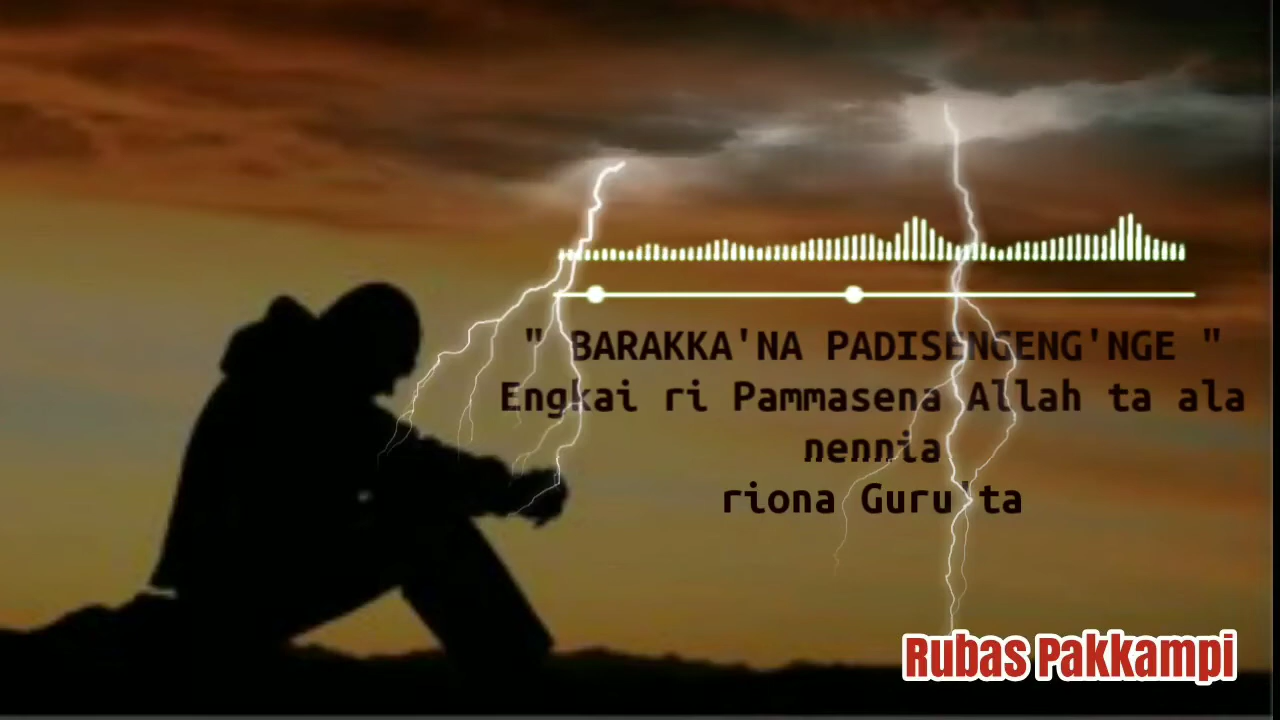 " BARAKKA'NA PADISENGENG'NGE "
Engkai ri Pammasena Allah ta ala
nennia
riona Guru'ta
Rubas Pakkampi